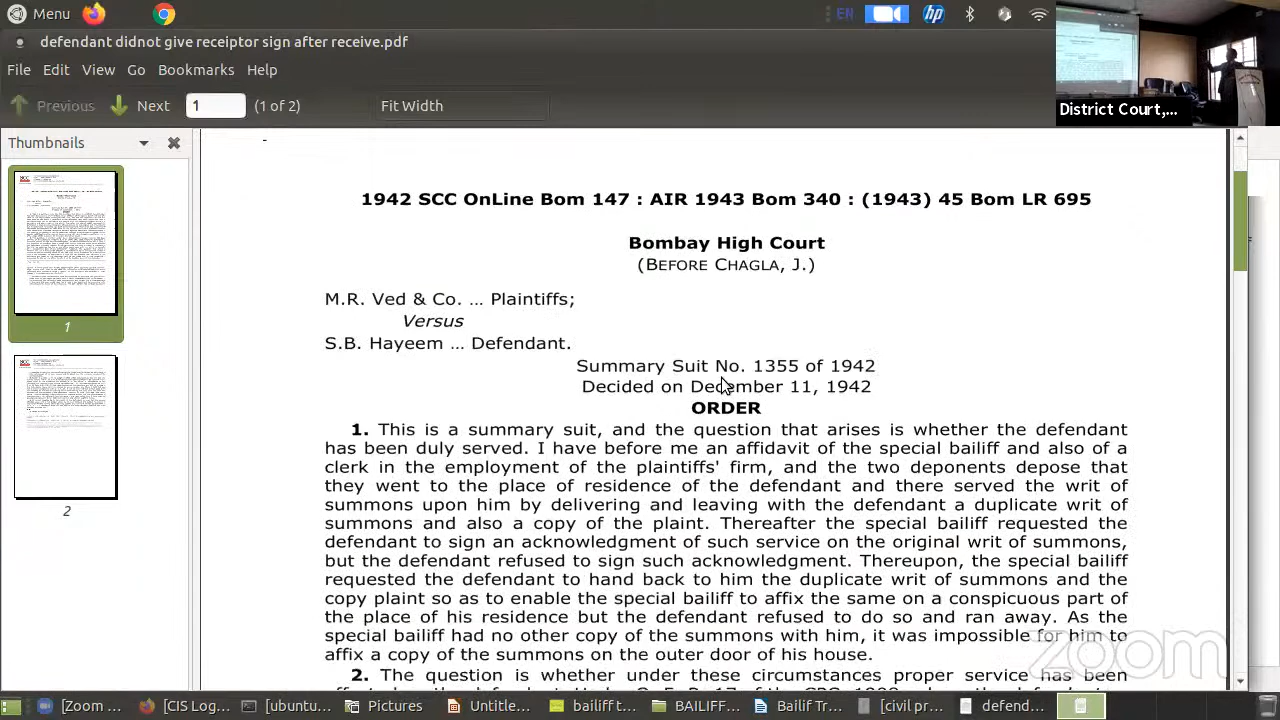 Menu
EN
hp
defendant didnot give receiptor sign after receive.pdf
File Edit View Go Bookmarks Help
District Court,...
Previous Next 1 (1 of 2) Fit Width
Thumbnails
1
2
1942 SCC OnLine Bom 147 : AIR 1943 Bom 340 : (1943) 45 Bom LR 695
Bombay High Court
(BEFORE CHAGLA, J.)
M.R. Ved & Co. ... Plaintiffs;
Versus
S.B. Hayeem ... Defendant.
Summary Suit No. 1355 of 1942
Decided on December 11, 1942
ORDER
1. This is a summary suit, and the question that arises is whether the defendant
has been duly served. I have before me an affidavit of the special bailiff and also of a
clerk in the employment of the plaintiffs' firm, and the two deponents depose that
they went to the place of residence of the defendant and there served the writ of
summons upon him by delivering and leaving with the defendant a duplicate writ of
summons and also a copy of the plaint. Thereafter the special bailiff requested the
defendant to sign an acknowledgment of such service on the original writ of summons,
but the defendant refused to sign such acknowledgment. Thereupon, the special bailiff
requested the defendant to hand back to him the duplicate writ of summons and the
copy plaint so as to enable the special bailiff to affix the same on a conspicuous part of
the place of his residence but the defendant refused to do so and ran away. As the
special bailiff had no other copy of the summons with him, it was impossible for him to
affix a copy of the summons on the outer door of his house.
2. The question is whether under these circumstances proper service has been
zoom
[Zoom ... [CIS Log... [ubuntu... Pictures Untitle... bailiff t... BAILIFF... Bailif Tr... [civil pr... defend...